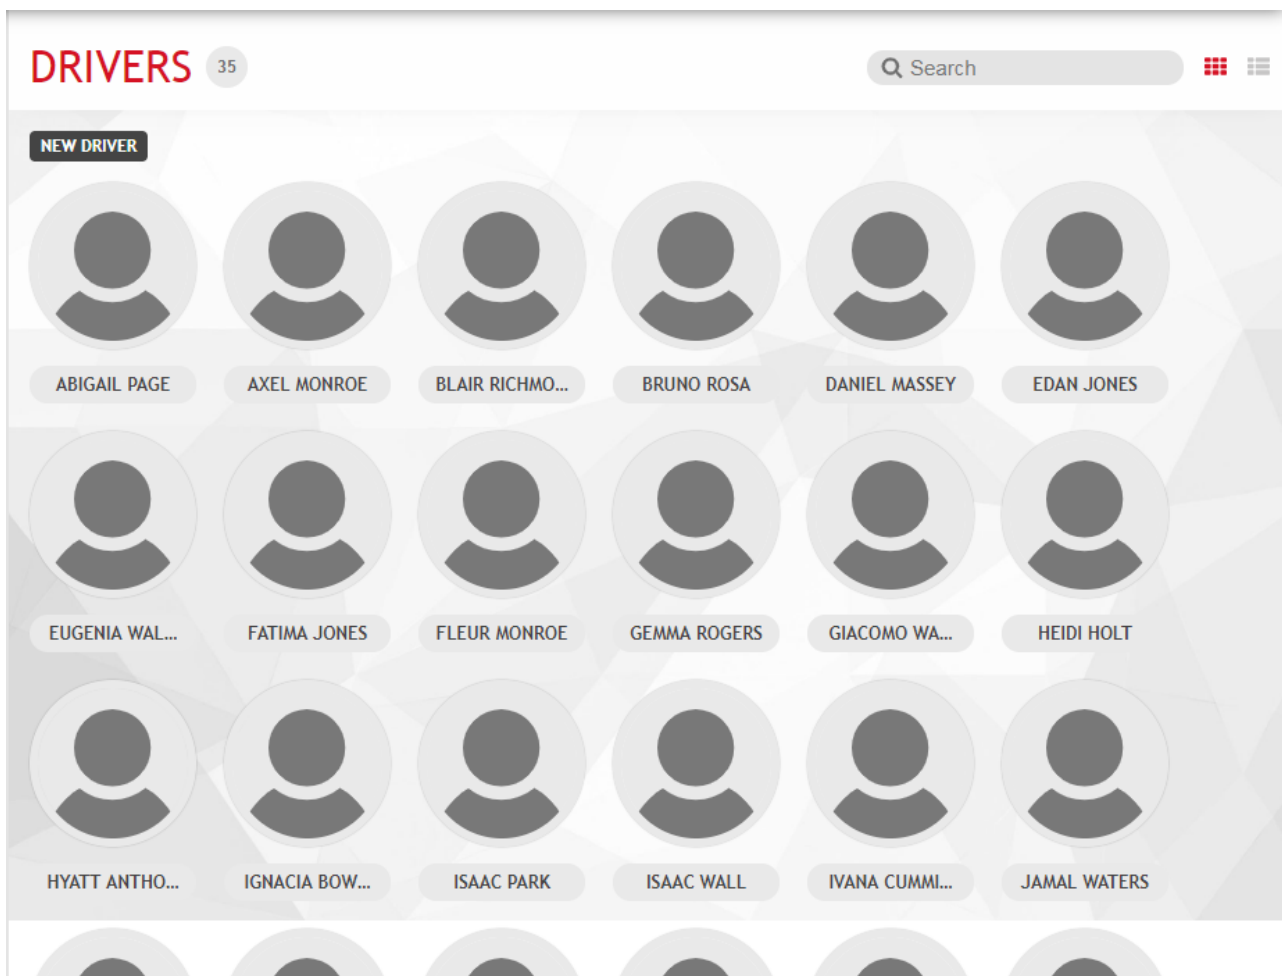 DRIVERS 35 Search
NEW DRIVER
ABIGAIL PAGE AXEL MONROE BLAIR RICHMO... BRUNO ROSA DANIEL MASSEY EDAN JONES
EUGENIA WAL... FATIMA JONES FLEUR MONROE GEMMA ROGERS GIACOMO WA... HEIDI HOLT
HYATT ANTHO... IGNACIA BOW... ISAAC PARK ISAAC WALL IVANA CUMMI... JAMAL WATERS